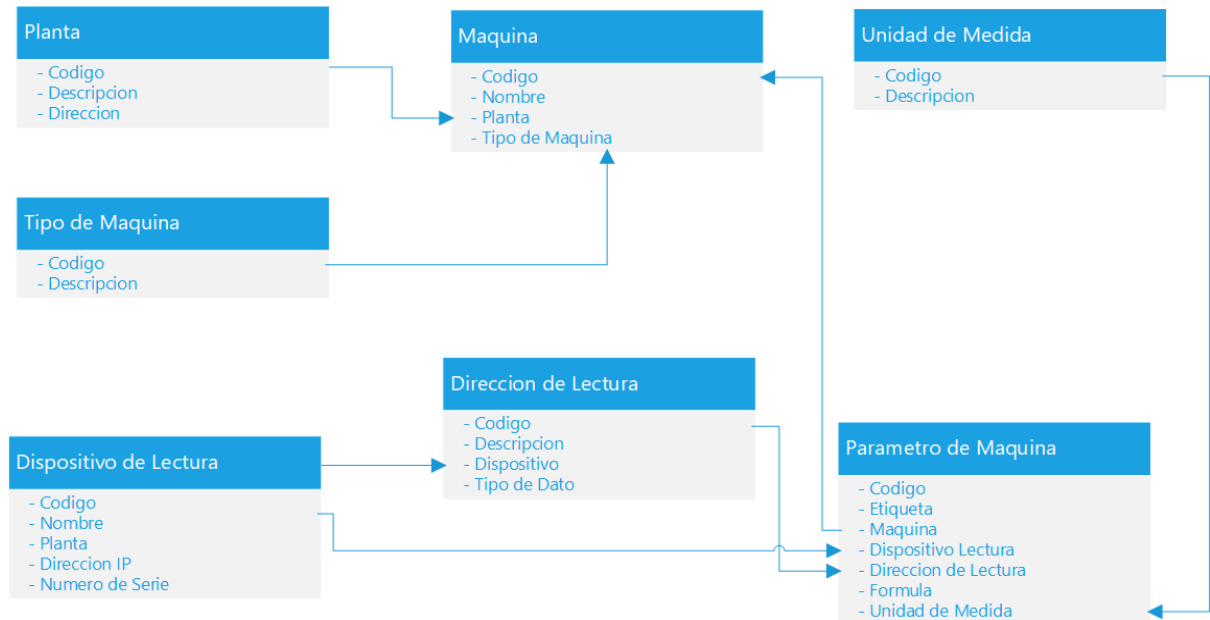 Planta
- Codigo
- Descripcion
- Direccion
Maquina
- Codigo
- Nombre
- Planta
- Tipo de Maquina
Unidad de Medida
- Codigo
- Descripcion
Tipo de Maquina
- Codigo
- Descripcion
Direccion de Lectura
- Codigo
- Descripcion
- Dispositivo
- Tipo de Dato
Dispositivo de Lectura
- Codigo
- Nombre
- Planta
- Direccion IP
- Numero de Serie
Parametro de Maquina
- Codigo
- Etiqueta
- Maquina
- Dispositivo Lectura
- Direccion de Lectura
- Formula
- Unidad de Medida